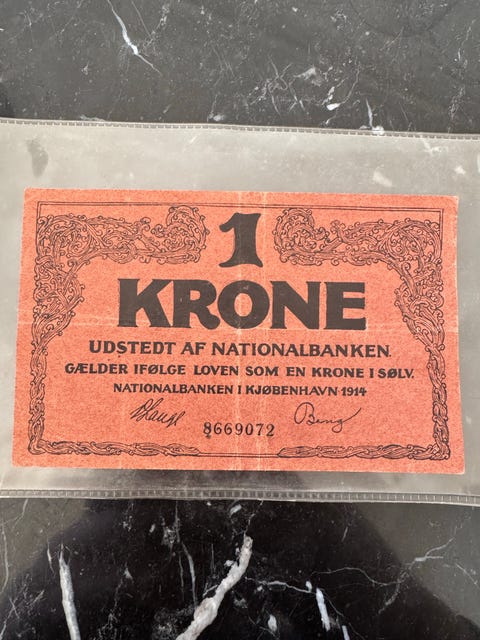 1
KRONE
UDSTEDT AF NATIONALBANKEN.
GÆLDER IFØLGE LOVEN SOM EN KRONE I SØLV.
NATIONALBANKEN I KJØBENHAVN 1914
8669072